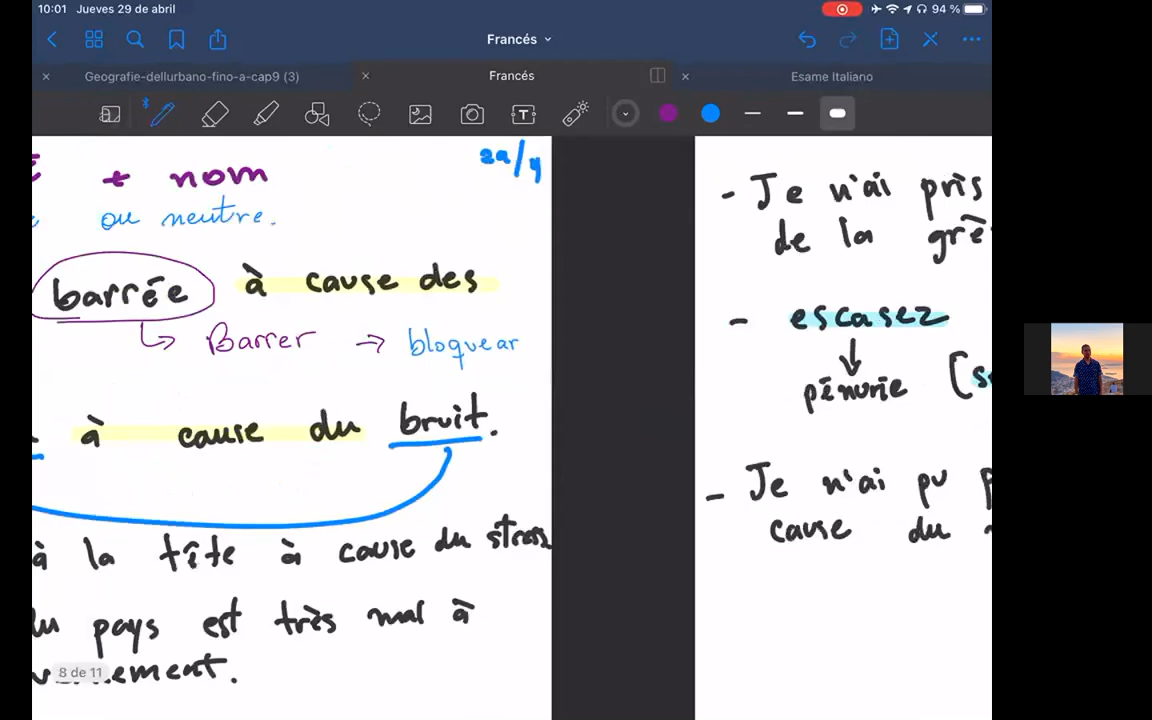 10:01 Jueves 29 de abril
94 %
Francés
Geografie-dellurbano-fino-a-cap9 (3)
Francés
Esame Italiano
+ nom
2a/4
ou neutre.
barrée à cause des
Barrer → bloquear
à cause du bruit.
à la tête à cause du stress
pays est très mal à
8 de 11
- Je n'ai pris
de la grê
- escasez
↓
pénurie
- Je n'ai pu p
cause du